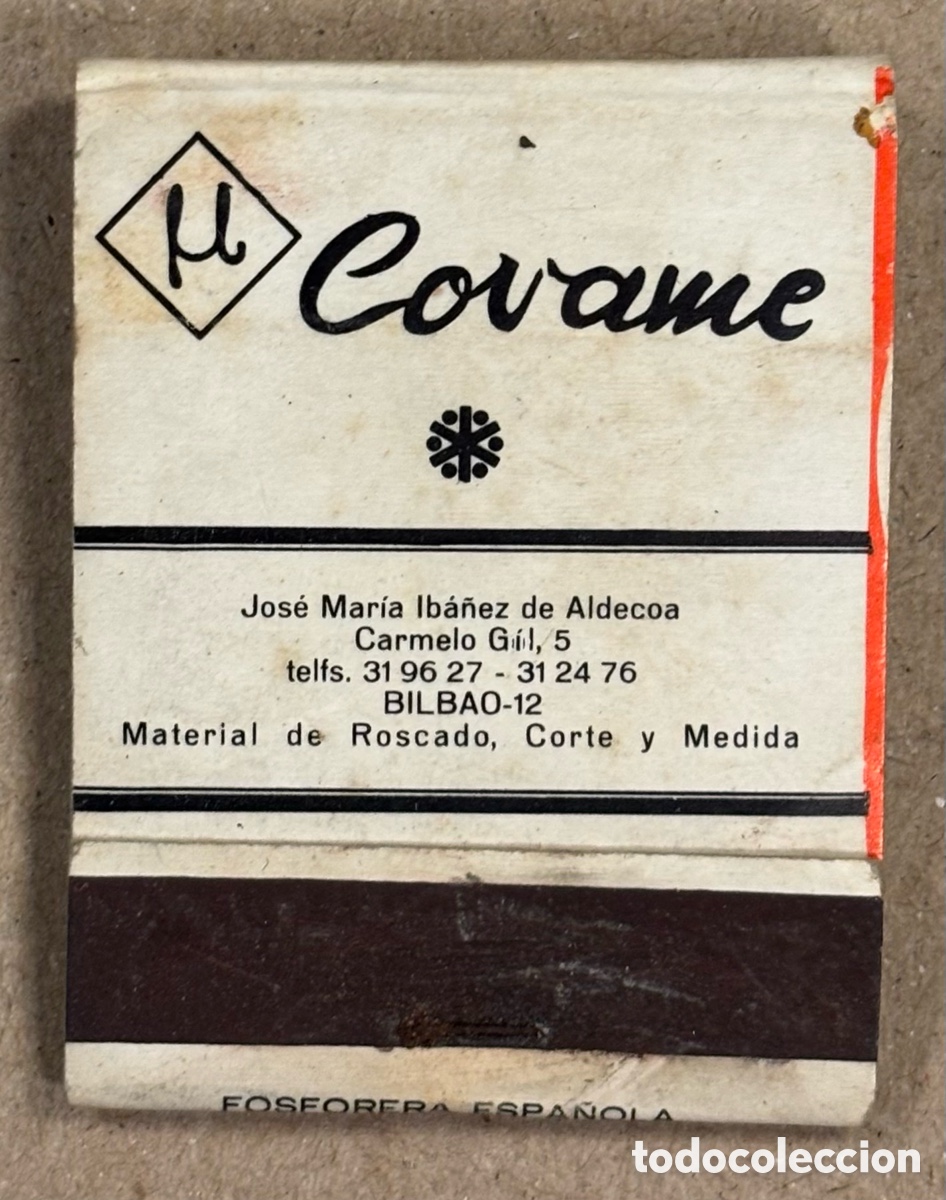 µ Covame
José María Ibáñez de Aldecoa
Carmelo Gil, 5
telfs. 31 96 27 - 31 24 76
BILBAO-12
Material de Roscado, Corte y Medida
FOSFORERA ESPAÑOLA
todocoleccion